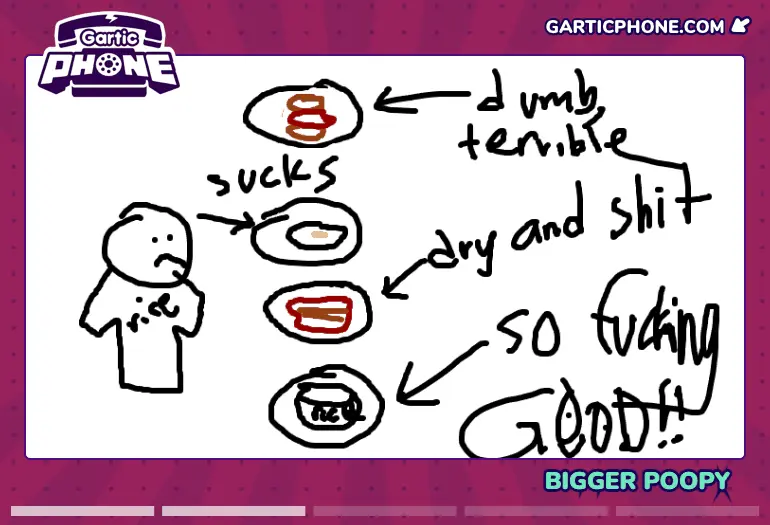 Gartic
PHONE
GARTICPHONE.COM
dumb,
terrible
sucks
dry and shit
rice
so fucking
rice
GOOD!!
BIGGER POOPY